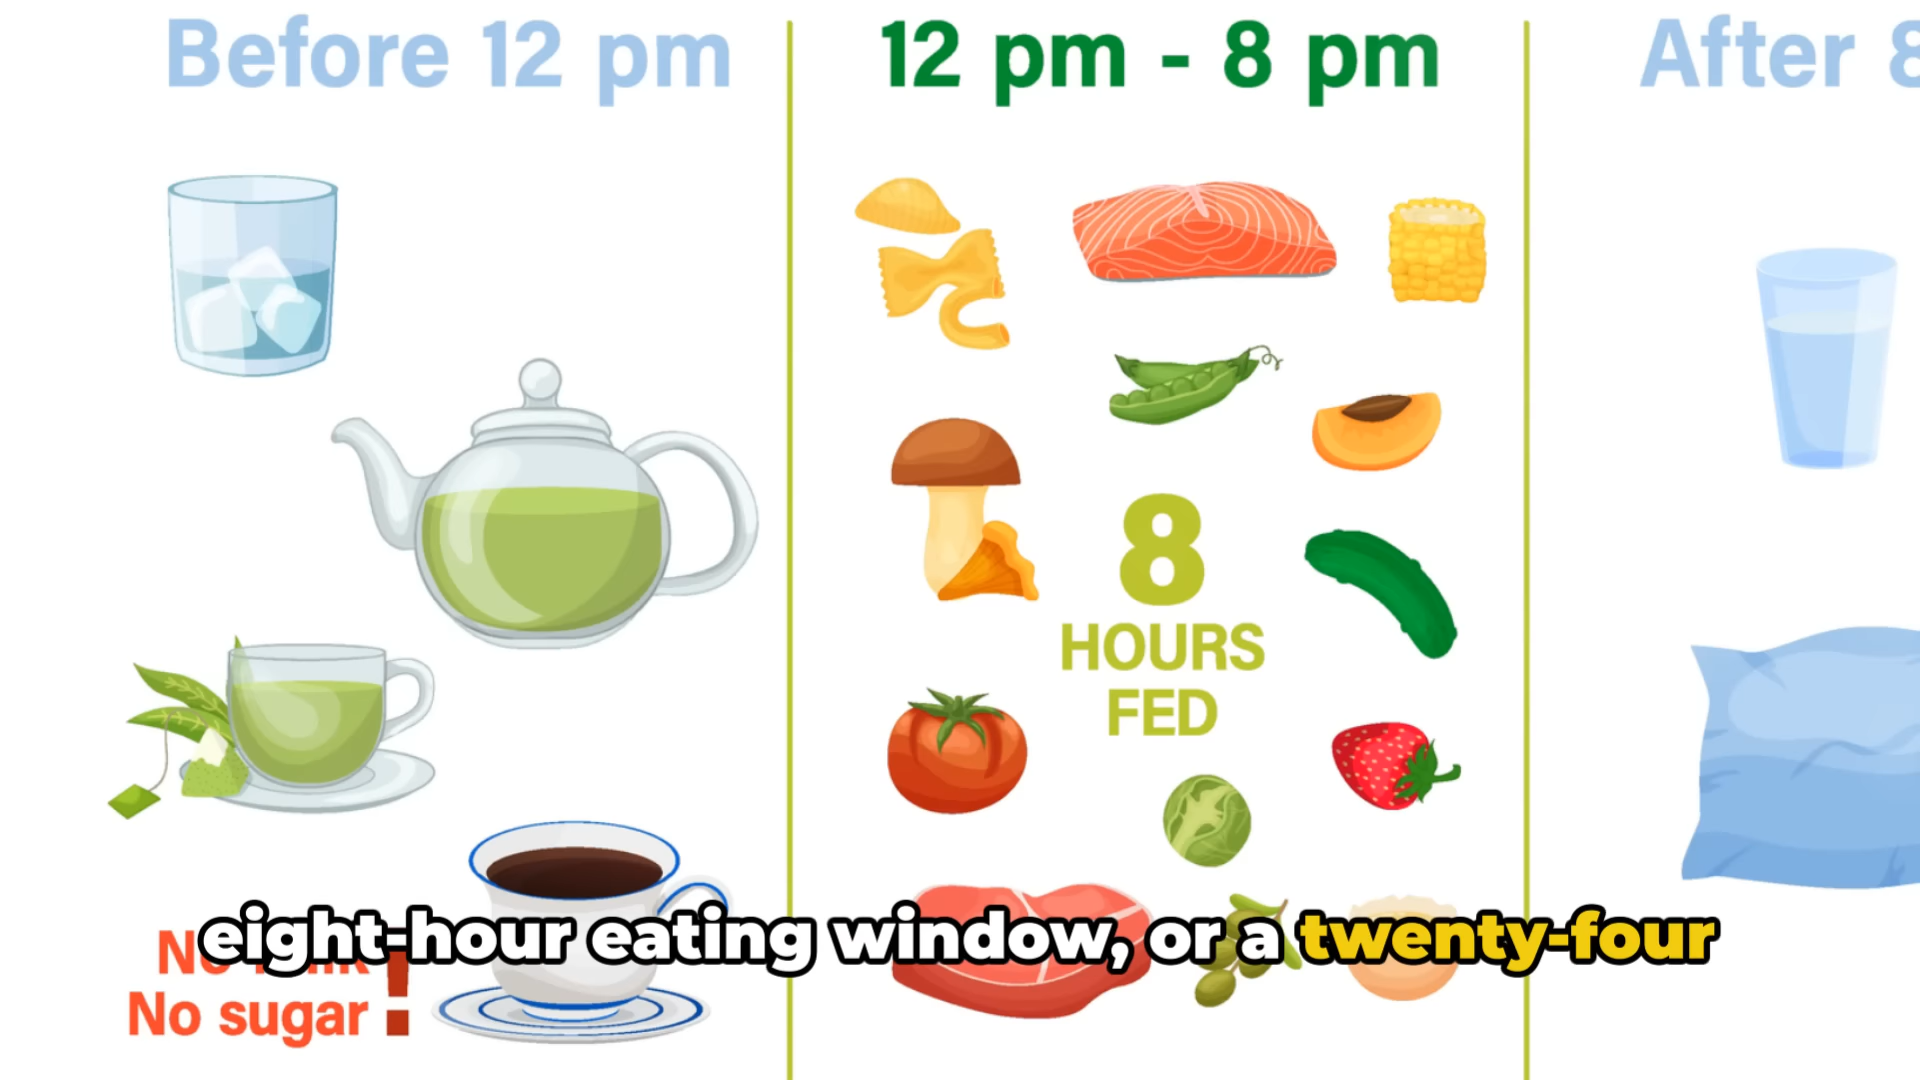 Before 12 pm
12 pm - 8 pm
After 8
8
HOURS
FED
No
No sugar !
eight-hour eating window, or a twenty-four